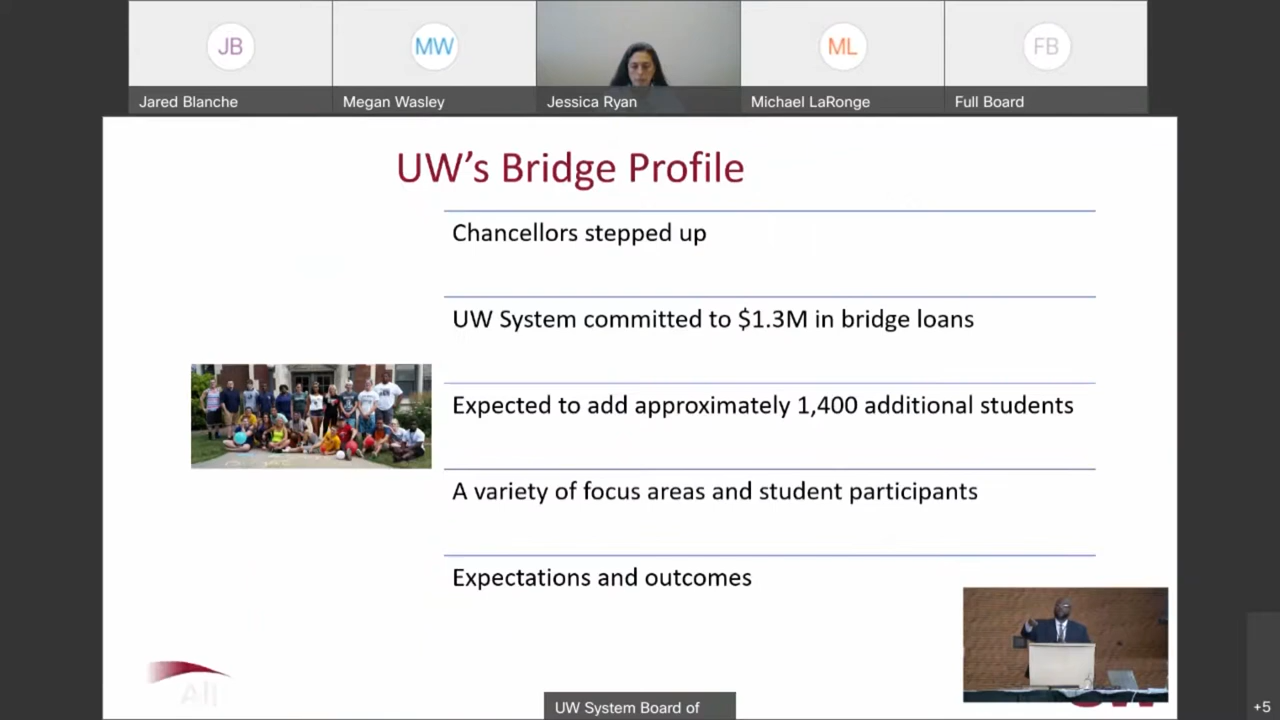 JB
MW
ML
FB
Jared Blanche
Megan Wasley
Jessica Ryan
Michael LaRonge
Full Board
UW's Bridge Profile
Chancellors stepped up
UW System committed to $1.3M in bridge loans
Expected to add approximately 1,400 additional students
A variety of focus areas and student participants
Expectations and outcomes
All
UW System Board of
+5